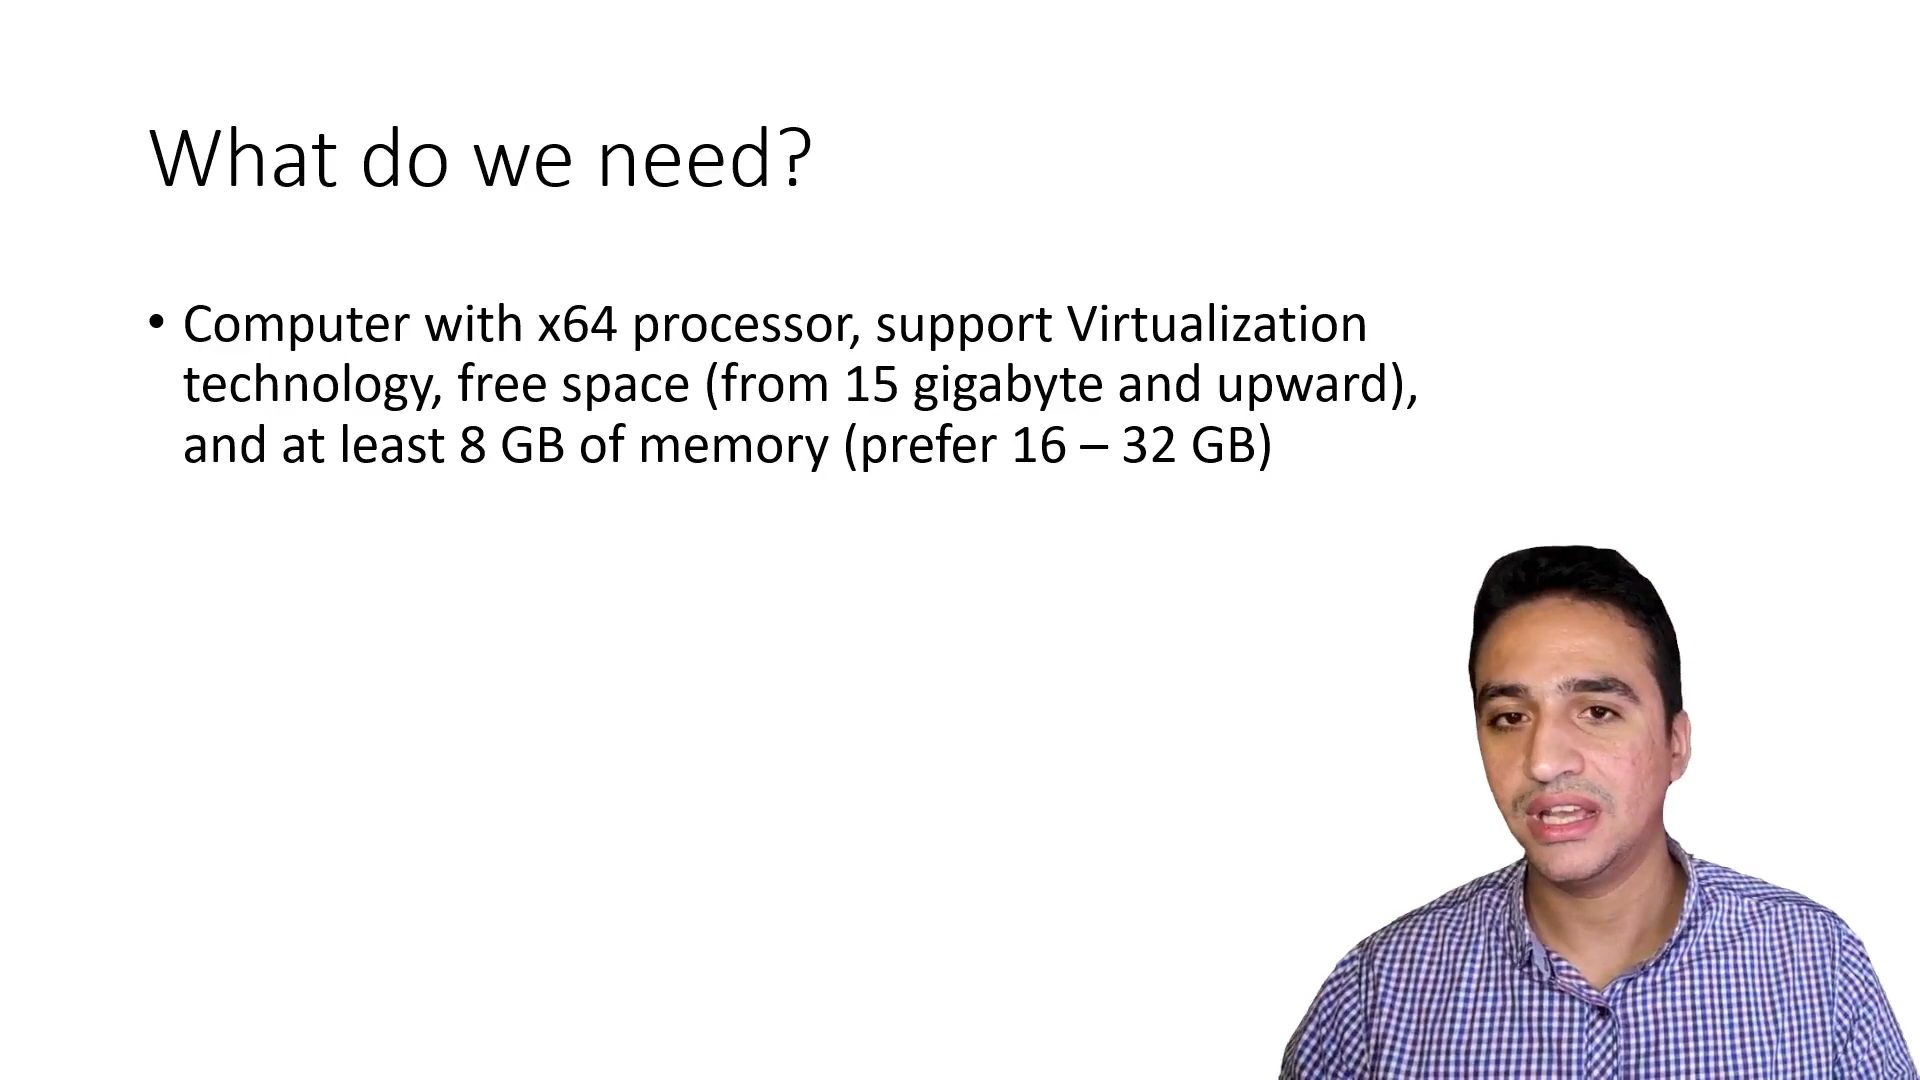 What do we need?
• Computer with x64 processor, support Virtualization
technology, free space (from 15 gigabyte and upward),
and at least 8 GB of memory (prefer 16 – 32 GB)